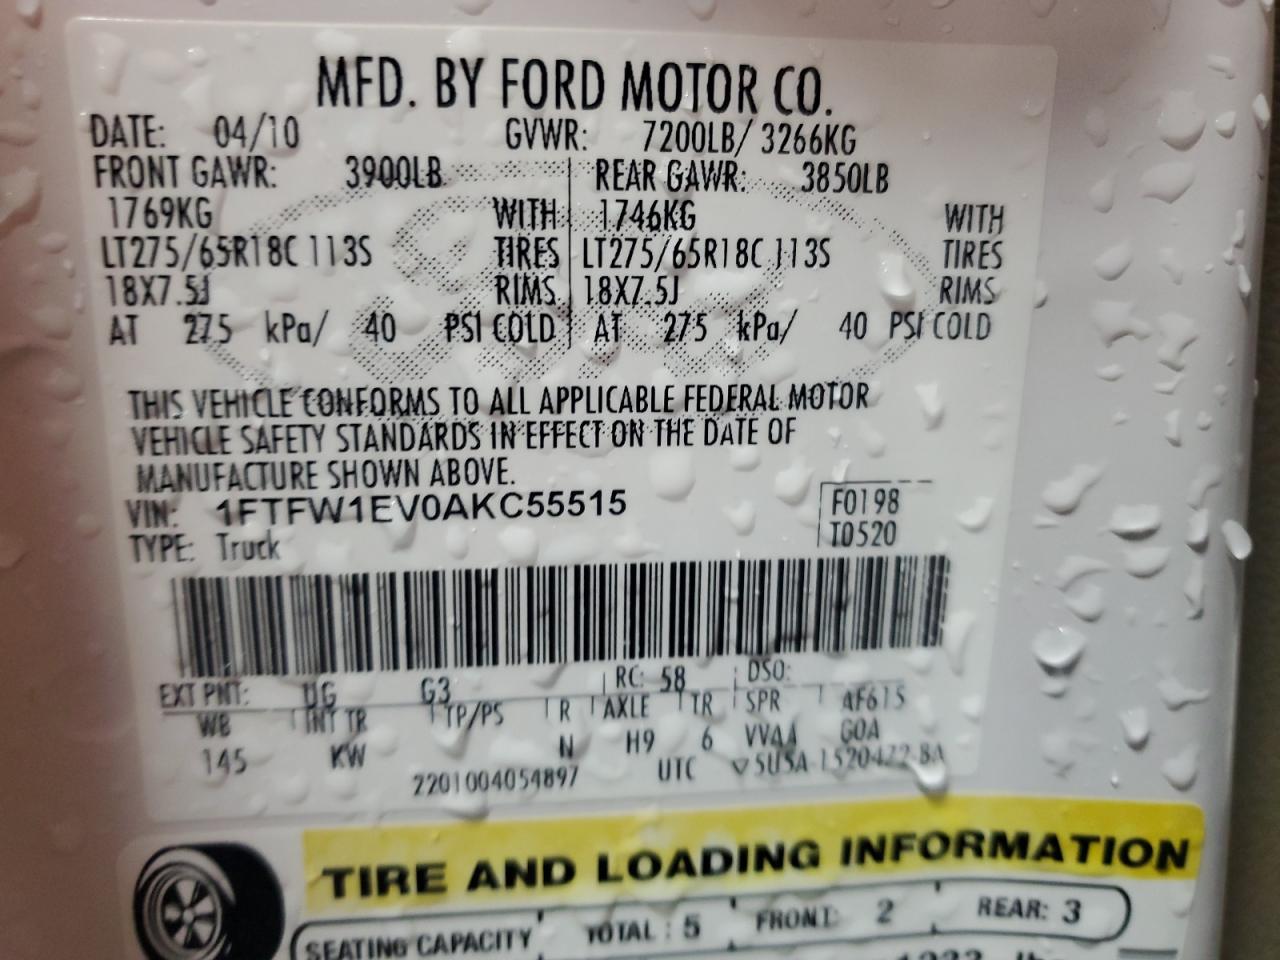 MFD. BY FORD MOTOR CO.
DATE: 04/10 GVWR: 7200LB/ 3266KG
FRONT GAWR: 3900LB REAR GAWR: 3850LB
1769KG WITH 1746KG WITH
LT275/65R18C 113S TIRES LT275/65R18C 113S TIRES
18X7.5J RIMS 18X7.5J RIMS
AT 275 kPa/ 40 PSI COLD AT 275 kPa/ 40 PSI COLD
THIS VEHICLE CONFORMS TO ALL APPLICABLE FEDERAL MOTOR
VEHICLE SAFETY STANDARDS IN EFFECT ON THE DATE OF
MANUFACTURE SHOWN ABOVE.
VIN: 1FTFW1EV0AKC55515 F0198
TYPE: Truck T0520
EXT PNT: UG G3 RC: 58 DSO:
WB INT TR TP/PS R AXLE TR SPR 4F615
145 KW N H9 6 VVAA GOA
2201004054897 UTC ▽5U5A-1520472-BA
TIRE AND LOADING INFORMATION
SEATING CAPACITY TOTAL : 5 FRONT: 2 REAR: 3